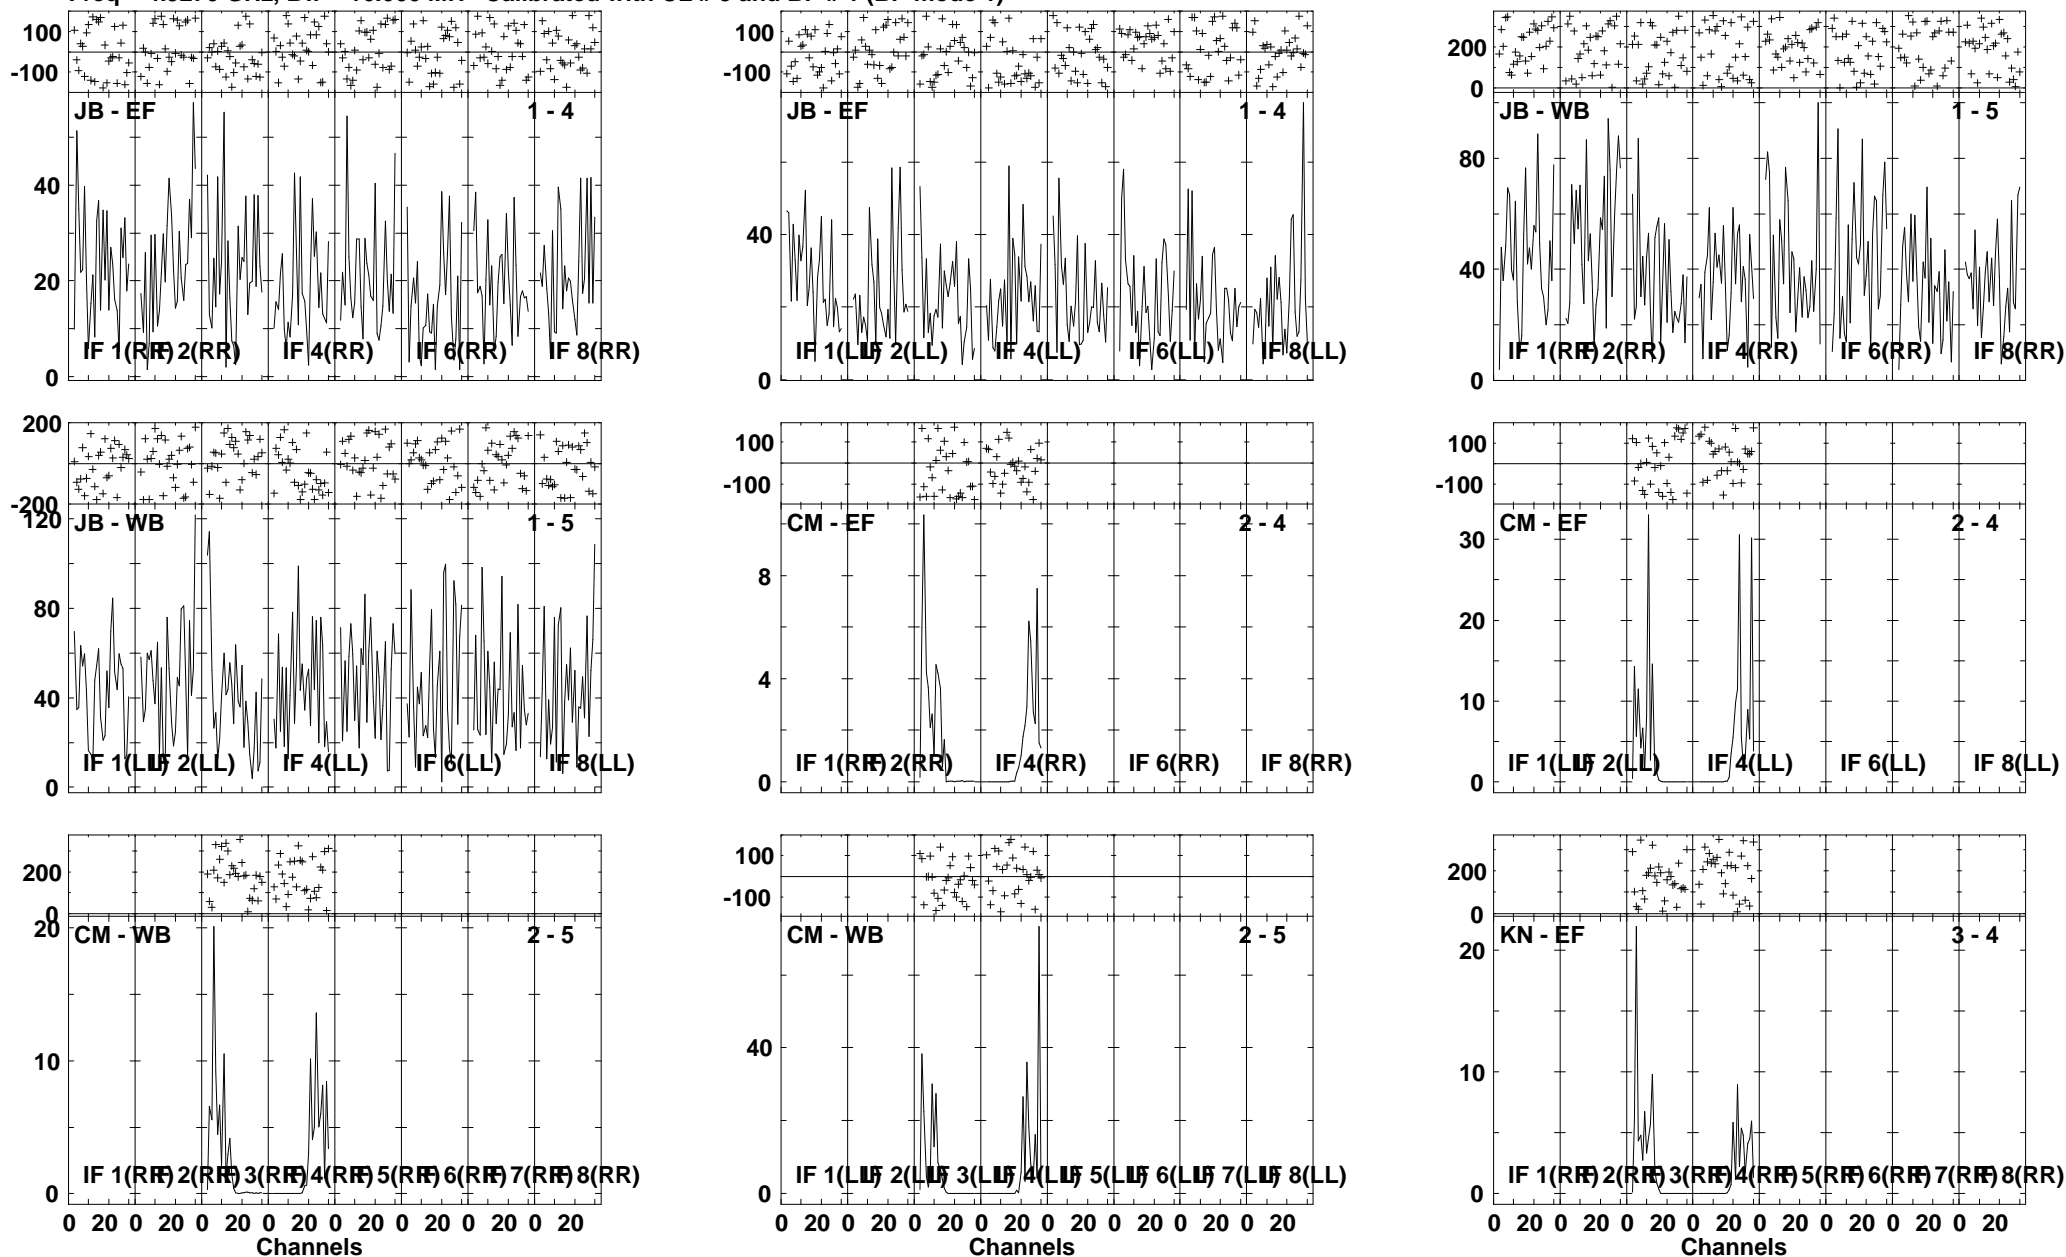 100
-100
JB - EF 1 - 4
40
20
0
IF 1(RR) IF 2(RR) IF 4(RR) IF 6(RR) IF 8(RR)
100
-100
JB - EF 1 - 4
40
0
IF 1(LL) IF 2(LL) IF 4(LL) IF 6(LL) IF 8(LL)
200
0
JB - WB 1 - 5
80
40
0
IF 1(RR) IF 2(RR) IF 4(RR) IF 6(RR) IF 8(RR)
200
0
-200
120
JB - WB 1 - 5
80
40
0
IF 1(LL) IF 2(LL) IF 4(LL) IF 6(LL) IF 8(LL)
100
-100
CM - EF 2 - 4
8
4
0
IF 1(RR) IF 2(RR) IF 4(RR) IF 6(RR) IF 8(RR)
100
-100
CM - EF 2 - 4
30
20
10
0
IF 1(LL) IF 2(LL) IF 4(LL) IF 6(LL) IF 8(LL)
200
0
20
CM - WB 2 - 5
10
0
IF 1(RR) IF 2(RR) IF 3(RR) IF 4(RR) IF 5(RR) IF 6(RR) IF 7(RR) IF 8(RR)
0 20 0 20 0 20 0 20 0 20 0 20 0 20 0 20
Channels
100
-100
CM - WB 2 - 5
40
0
IF 1(LL) IF 2(LL) IF 3(LL) IF 4(LL) IF 5(LL) IF 6(LL) IF 7(LL) IF 8(LL)
0 20 0 20 0 20 0 20 0 20 0 20 0 20 0 20
Channels
200
0
KN - EF 3 - 4
20
10
0
IF 1(RR) IF 2(RR) IF 3(RR) IF 4(RR) IF 5(RR) IF 6(RR) IF 7(RR) IF 8(RR)
0 20 0 20 0 20 0 20 0 20 0 20 0 20 0 20
Channels